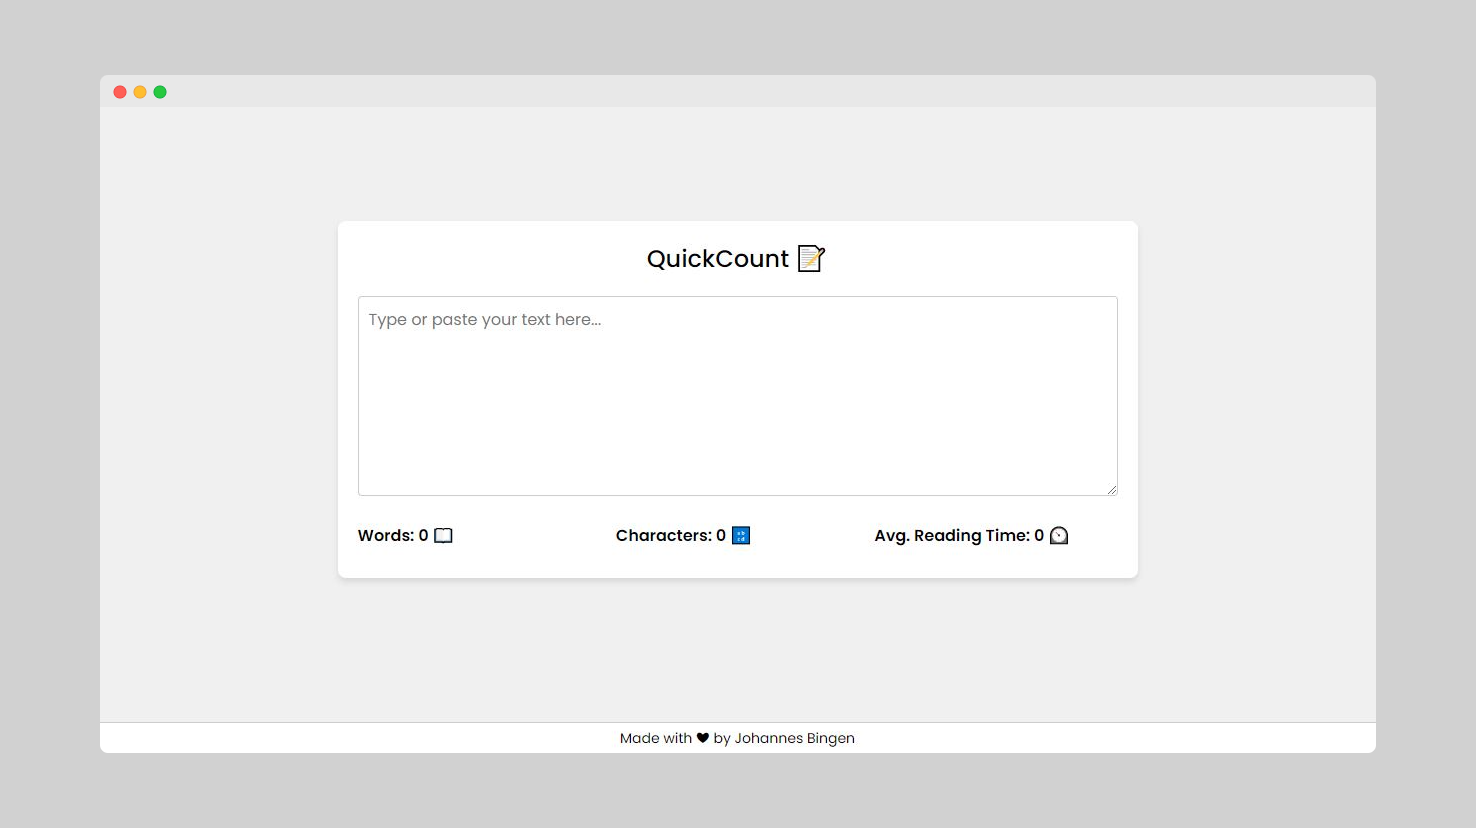 QuickCount 📝
Type or paste your text here...
Words: 0 📖
Characters: 0 🔡
Avg. Reading Time: 0 ⏲️
Made with ♥ by Johannes Bingen